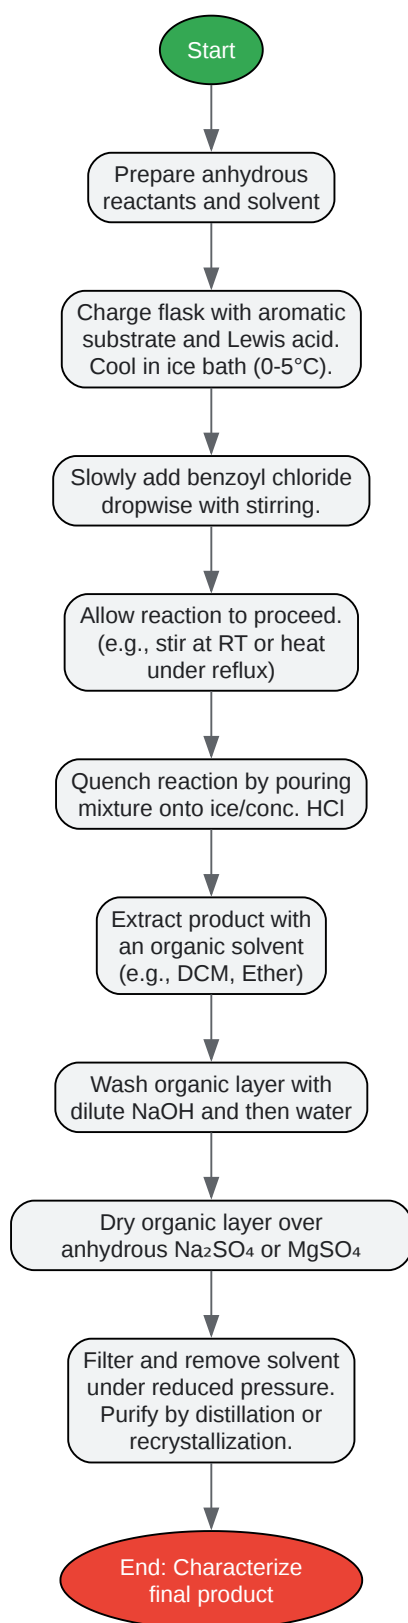 Start
Prepare anhydrous
reactants and solvent
Charge flask with aromatic
substrate and Lewis acid.
Cool in ice bath (0-5°C).
Slowly add benzoyl chloride
dropwise with stirring.
Allow reaction to proceed.
(e.g., stir at RT or heat
under reflux)
Quench reaction by pouring
mixture onto ice/conc. HCl
Extract product with
an organic solvent
(e.g., DCM, Ether)
Wash organic layer with
dilute NaOH and then water
Dry organic layer over
anhydrous Na₂SO₄ or MgSO₄
Filter and remove solvent
under reduced pressure.
Purify by distillation or
recrystallization.
End: Characterize
final product